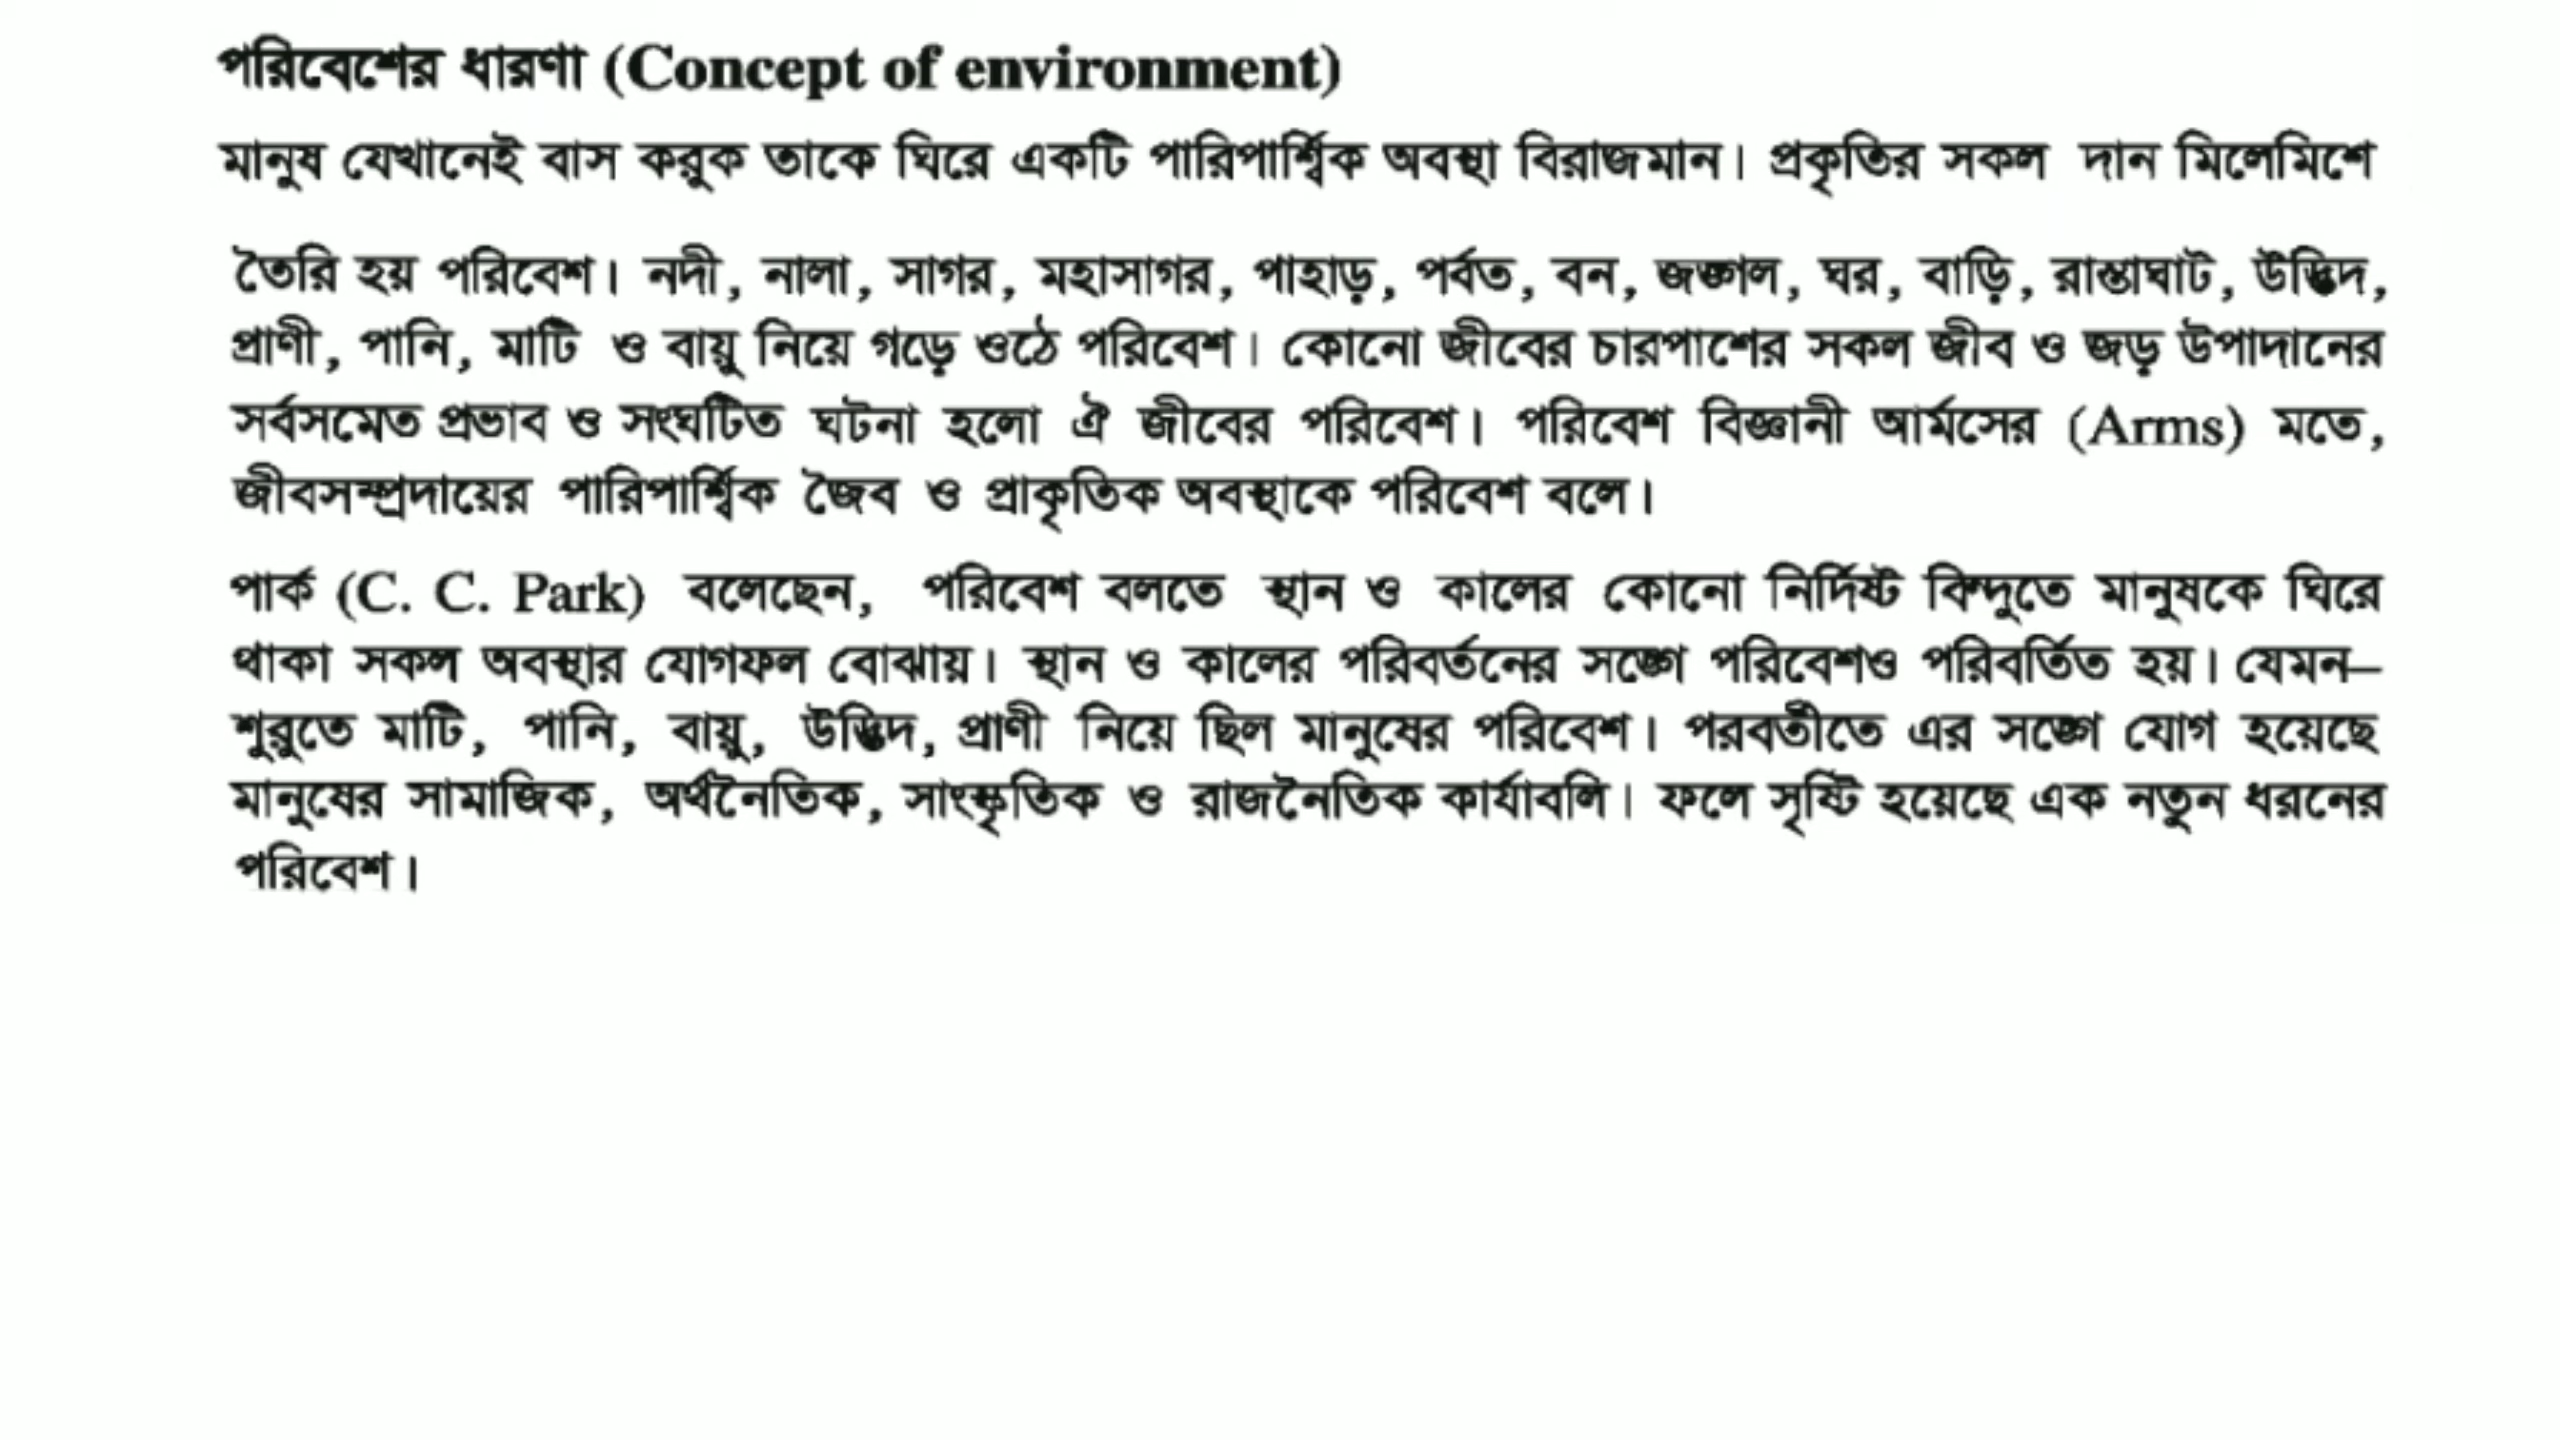 পরিবেশের ধারণা (Concept of environment)
মানুষ যেখানেই বাস করুক তাকে ঘিরে একটি পারিপার্শ্বিক অবস্থা বিরাজমান। প্রকৃতির সকল দান মিলেমিশে
তৈরি হয় পরিবেশ। নদী, নালা, সাগর, মহাসাগর, পাহাড়, পর্বত, বন, জঙ্গল, ঘর, বাড়ি, রাস্তাঘাট, উদ্ভিদ,
প্রাণী, পানি, মাটি ও বায়ু নিয়ে গড়ে ওঠে পরিবেশ। কোনো জীবের চারপাশের সকল জীব ও জড় উপাদানের
সর্বসমেত প্রভাব ও সংঘটিত ঘটনা হলো ঐ জীবের পরিবেশ। পরিবেশ বিজ্ঞানী আর্মসের (Arms) মতে,
জীবসম্প্রদায়ের পারিপার্শ্বিক জৈব ও প্রাকৃতিক অবস্থাকে পরিবেশ বলে।
পার্ক (C. C. Park) বলেছেন, পরিবেশ বলতে স্থান ও কালের কোনো নির্দিষ্ট বিন্দুতে মানুষকে ঘিরে
থাকা সকল অবস্থার যোগফল বোঝায়। স্থান ও কালের পরিবর্তনের সঙ্গে পরিবেশও পরিবর্তিত হয়। যেমন—
শুরুতে মাটি, পানি, বায়ু, উদ্ভিদ, প্রাণী নিয়ে ছিল মানুষের পরিবেশ। পরবর্তীতে এর সঙ্গে যোগ হয়েছে
মানুষের সামাজিক, অর্থনৈতিক, সাংস্কৃতিক ও রাজনৈতিক কার্যাবলি। ফলে সৃষ্টি হয়েছে এক নতুন ধরনের
পরিবেশ।